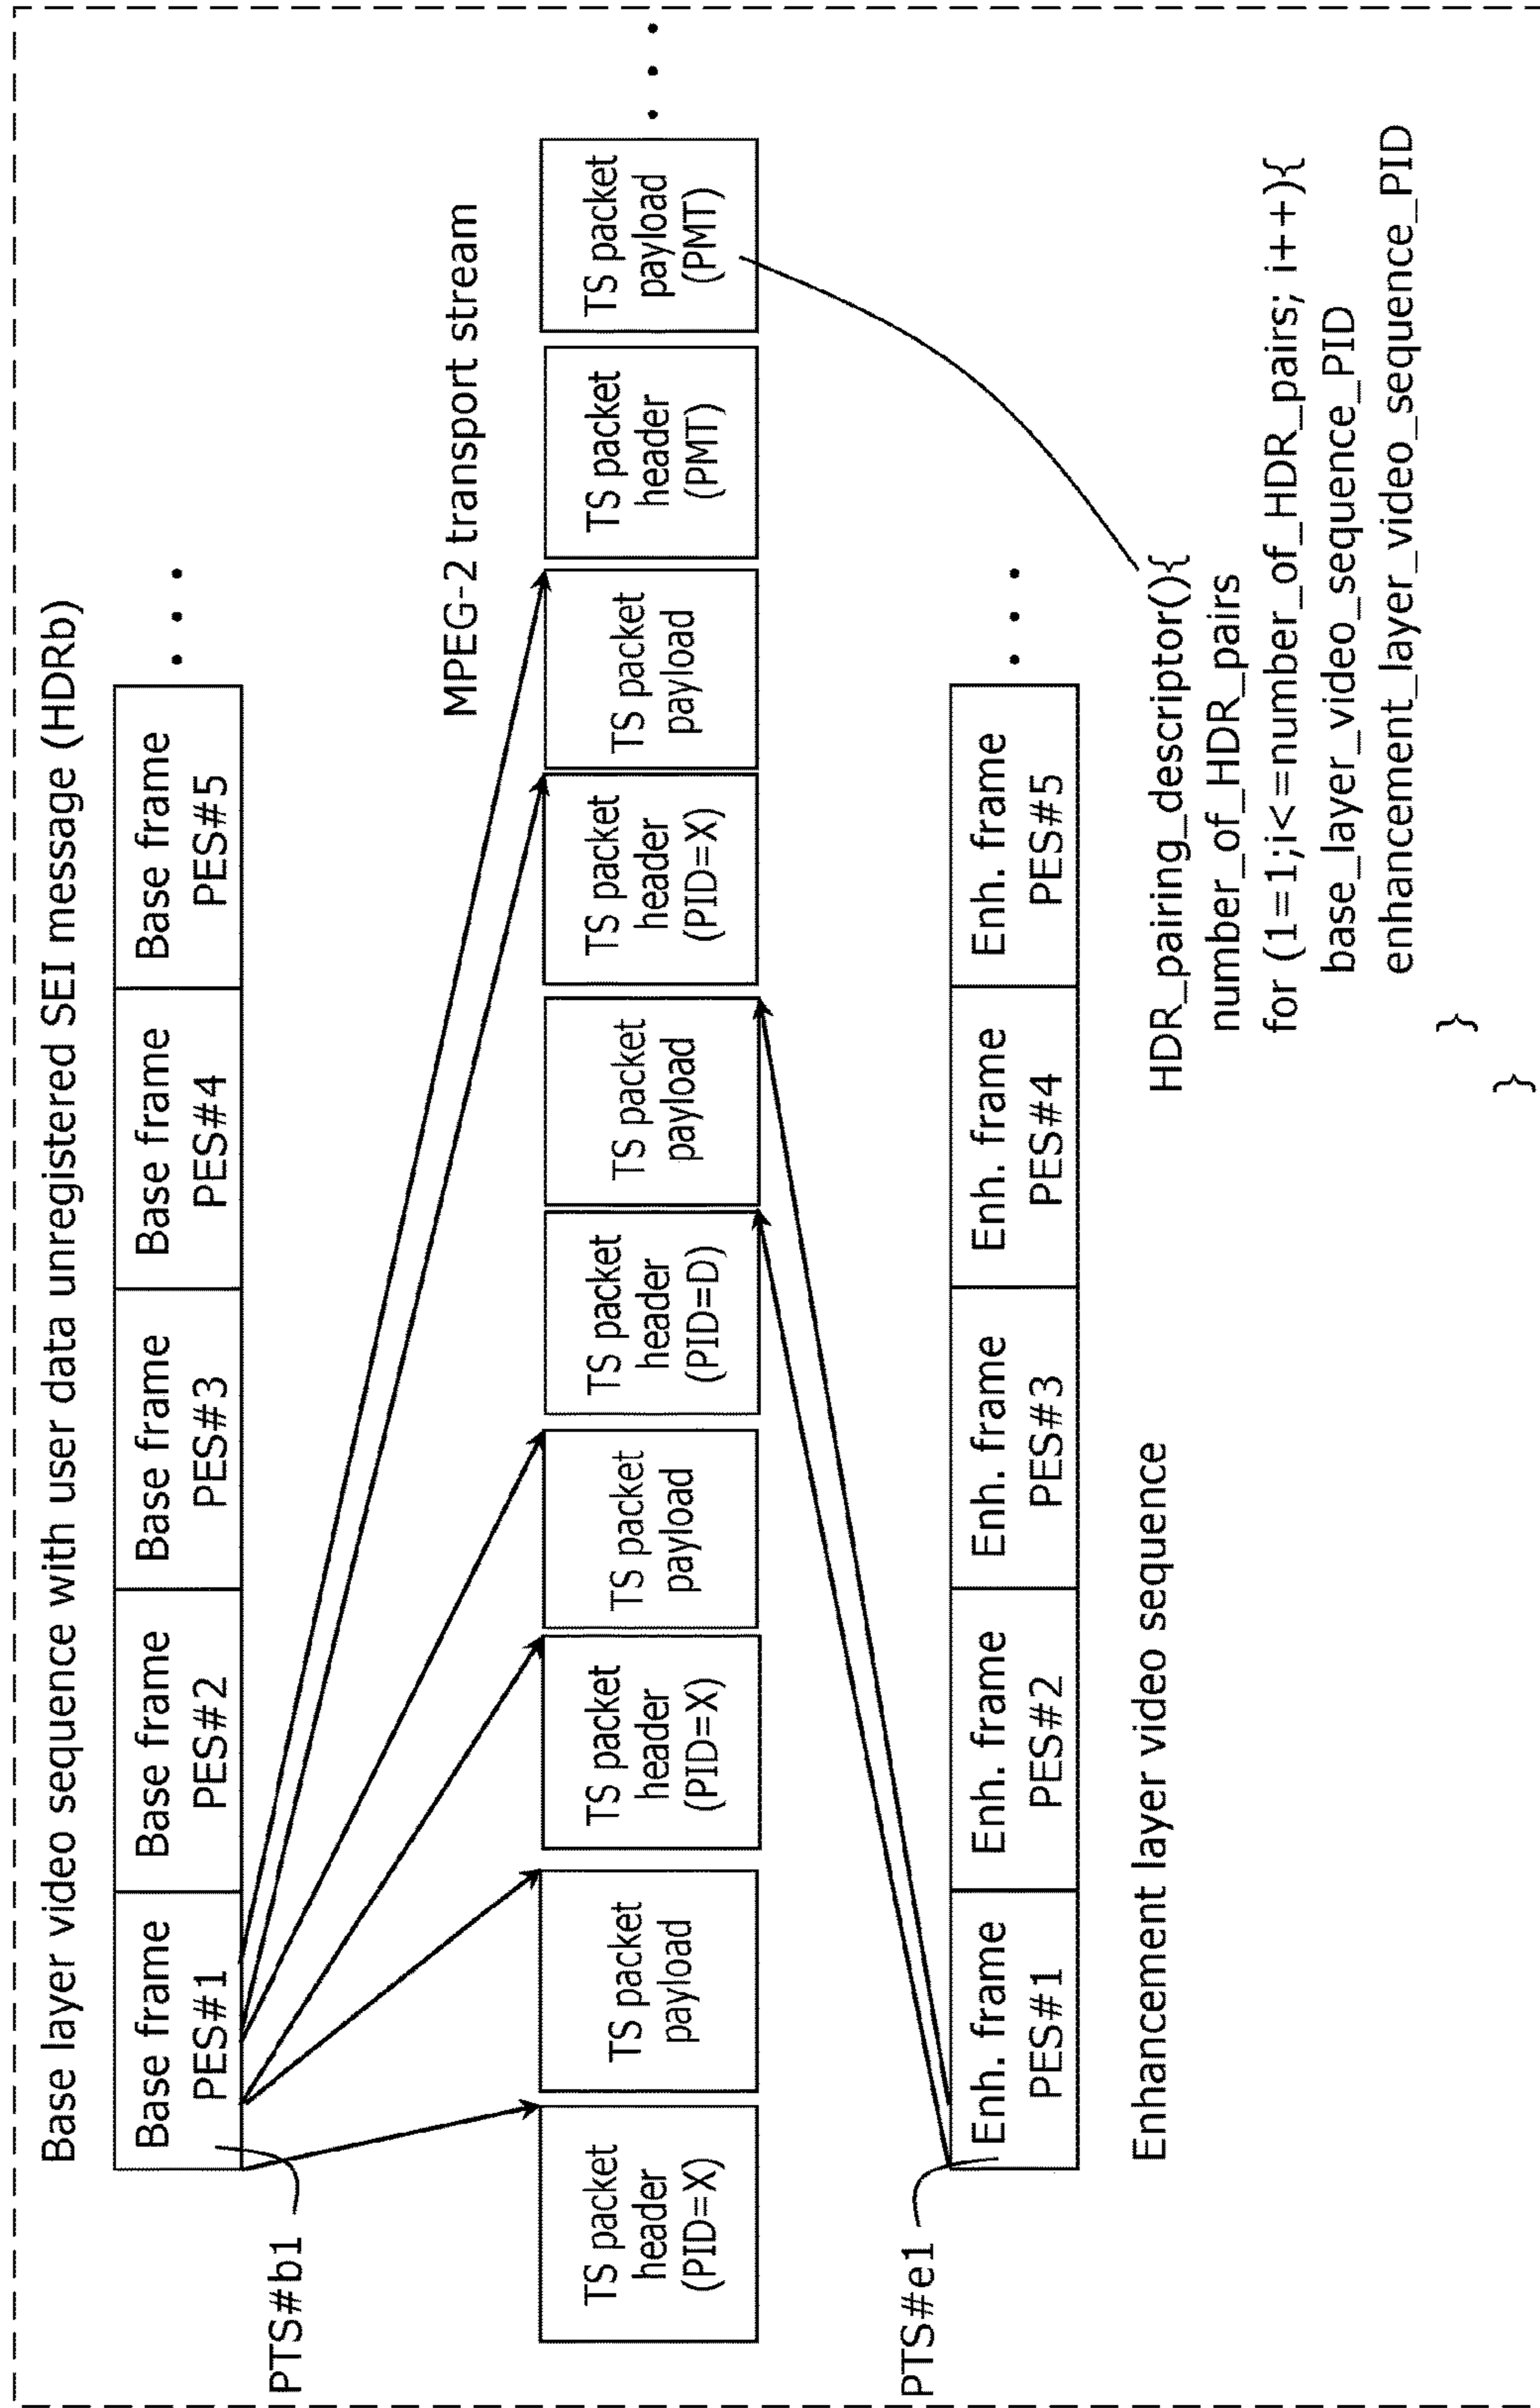 Base layer video sequence with user data unregistered SEI message (HDRb)
Base frame
PES#1
Base frame
PES#2
Base frame
PES#3
Base frame
PES#4
Base frame
PES#5
PTS#b1
MPEG-2 transport stream
TS packet
header
(PID=X)
TS packet
payload
TS packet
header
(PID=X)
TS packet
payload
TS packet
header
(PID=D)
TS packet
payload
TS packet
header
(PID=X)
TS packet
payload
TS packet
header
(PMT)
TS packet
payload
(PMT)
PTS#e1
Enh. frame
PES#1
Enh. frame
PES#2
Enh. frame
PES#3
Enh. frame
PES#4
Enh. frame
PES#5
Enhancement layer video sequence
HDR_pairing_descriptor(){
number_of_HDR_pairs
for (1=1;i<=number_of_HDR_pairs; i++){
base_layer_video_sequence_PID
enhancement_layer_video_sequence_PID
}
}